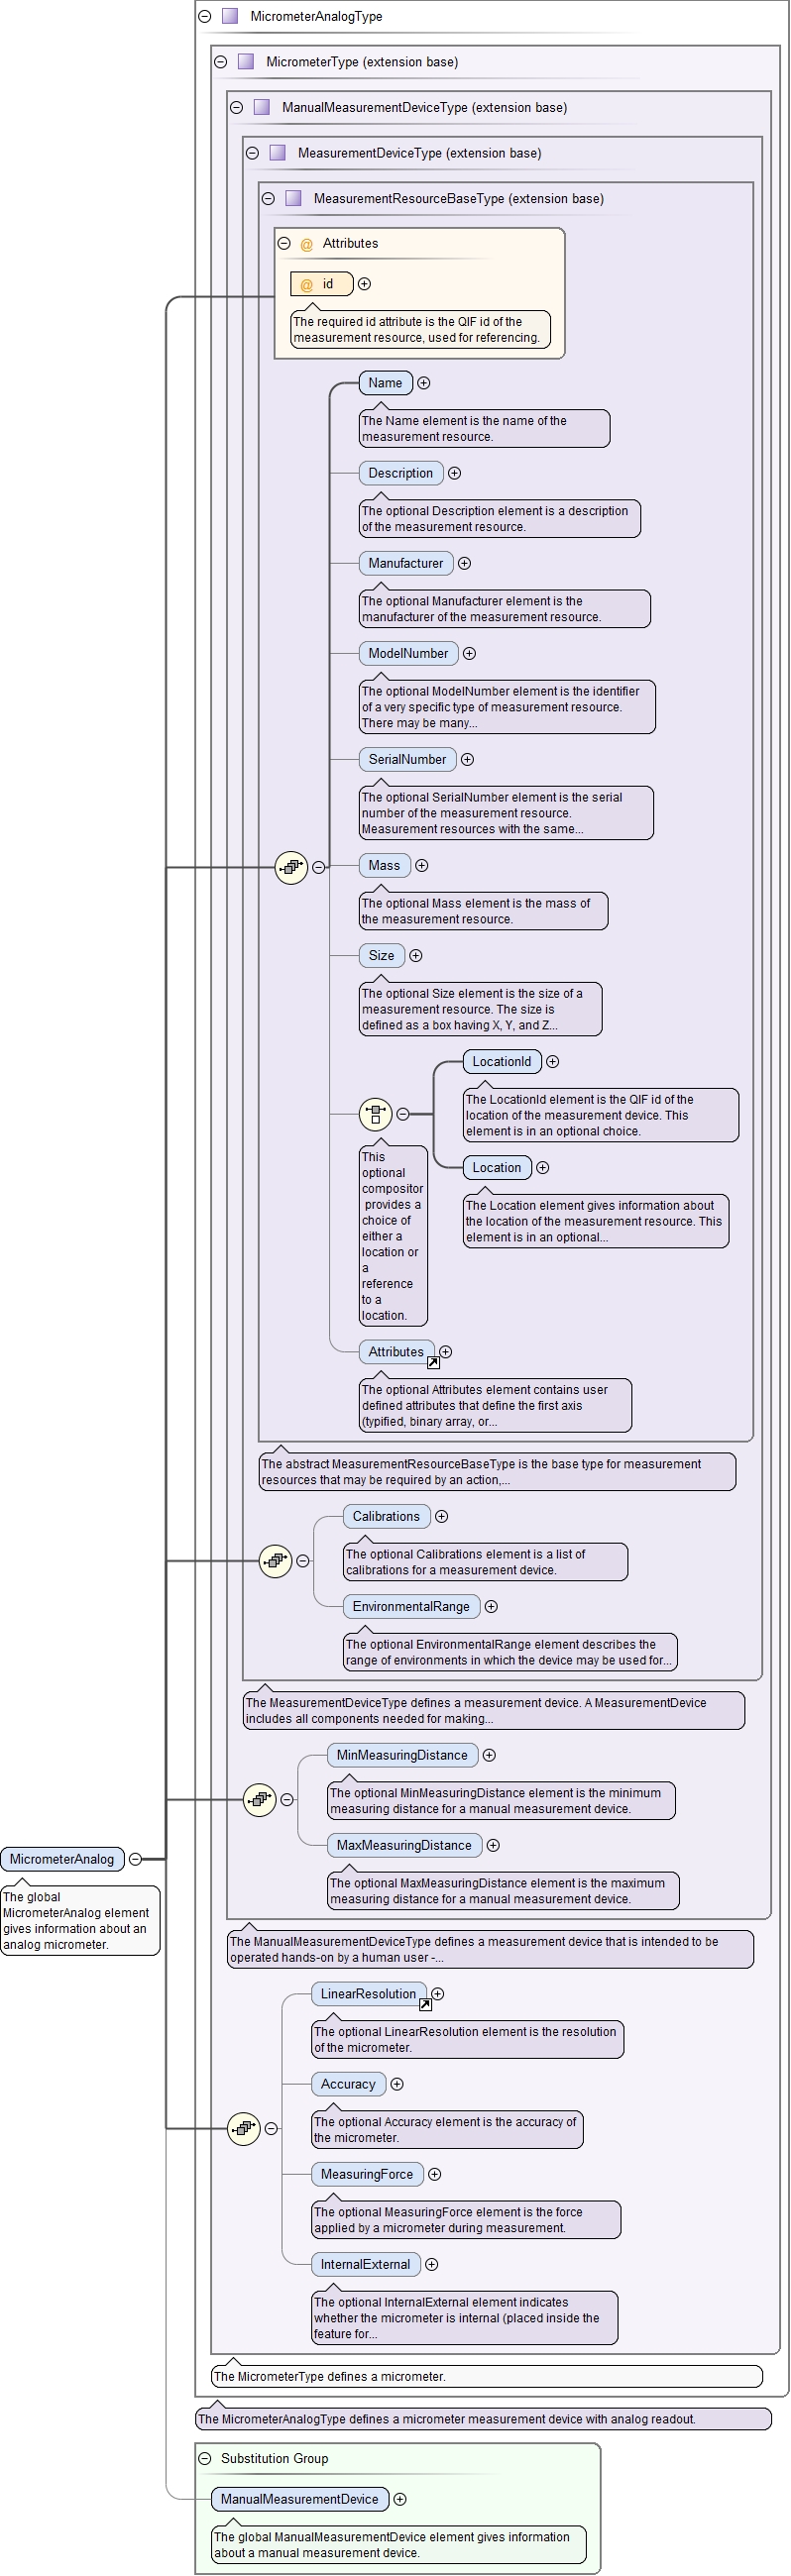 MicrometerAnalogType
MicrometerType (extension base)
ManualMeasurementDeviceType (extension base)
MeasurementDeviceType (extension base)
MeasurementResourceBaseType (extension base)
@ Attributes
@ id
The required id attribute is the QIF id of the
measurement resource, used for referencing.
Name
The Name element is the name of the
measurement resource.
Description
The optional Description element is a description
of the measurement resource.
Manufacturer
The optional Manufacturer element is the
manufacturer of the measurement resource.
ModelNumber
The optional ModelNumber element is the identifier
of a very specific type of measurement resource.
There may be many...
SerialNumber
The optional SerialNumber element is the serial
number of the measurement resource.
Measurement resources with the same...
Mass
The optional Mass element is the mass of
the measurement resource.
Size
The optional Size element is the size of a
measurement resource. The size is
defined as a box having X, Y, and Z...
LocationId
The LocationId element is the QIF id of the
location of the measurement device. This
element is in an optional choice.
Location
The Location element gives information about
the location of the measurement resource. This
element is in an optional...
This
optional
compositor
provides a
choice of
either a
location or
a
reference
to a
location.
Attributes
The optional Attributes element contains user
defined attributes that define the first axis
(typified, binary array, or...
The abstract MeasurementResourceBaseType is the base type for measurement
resources that may be required by an action,...
Calibrations
The optional Calibrations element is a list of
calibrations for a measurement device.
EnvironmentalRange
The optional EnvironmentalRange element describes the
range of environments in which the device may be used for...
The MeasurementDeviceType defines a measurement device. A MeasurementDevice
includes all components needed for making...
MinMeasuringDistance
The optional MinMeasuringDistance element is the minimum
measuring distance for a manual measurement device.
MaxMeasuringDistance
The optional MaxMeasuringDistance element is the maximum
measuring distance for a manual measurement device.
MicrometerAnalog
The global
MicrometerAnalog element
gives information about an
analog micrometer.
The ManualMeasurementDeviceType defines a measurement device that is intended to be
operated hands-on by a human user -...
LinearResolution
The optional LinearResolution element is the resolution
of the micrometer.
Accuracy
The optional Accuracy element is the accuracy of
the micrometer.
MeasuringForce
The optional MeasuringForce element is the force
applied by a micrometer during measurement.
InternalExternal
The optional InternalExternal element indicates
whether the micrometer is internal (placed inside the
feature for...
The MicrometerType defines a micrometer.
The MicrometerAnalogType defines a micrometer measurement device with analog readout.
Substitution Group
ManualMeasurementDevice
The global ManualMeasurementDevice element gives information
about a manual measurement device.